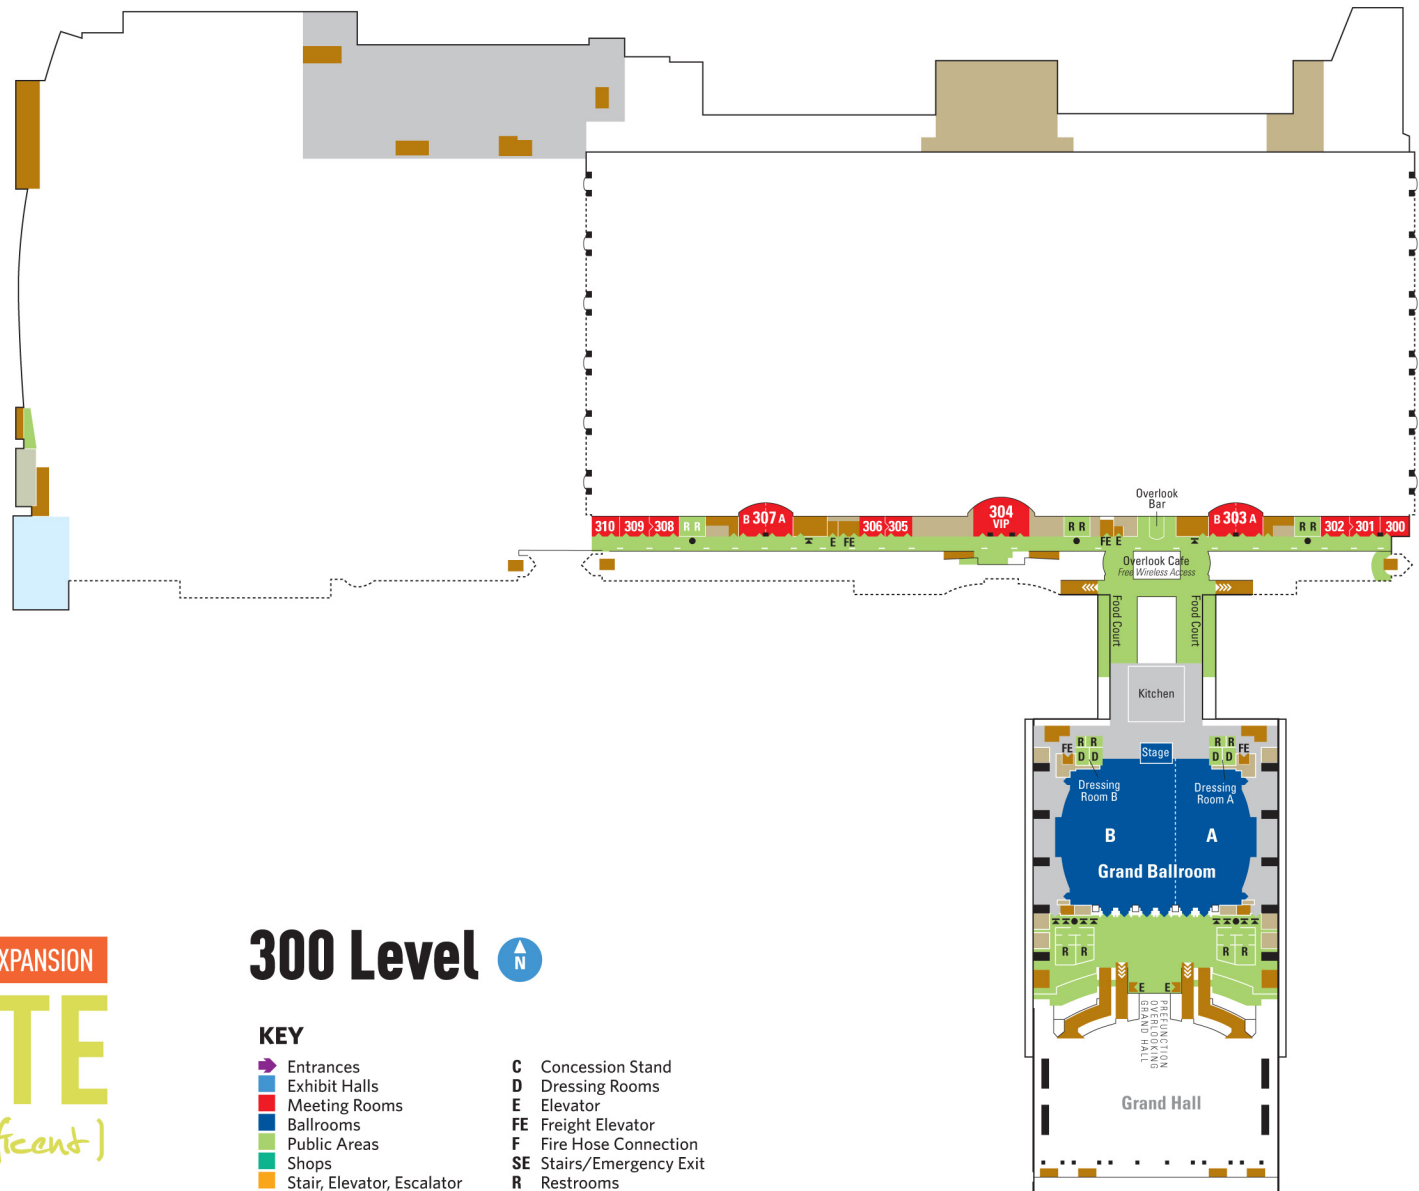 Overlook
Bar
310 309 308 R R B 307 A 306 305 304 R R B 303 A R R 302 301 300
VIP
E FE FE E
Overlook Cafe
Free Wireless Access
Food Court
Food Court
Kitchen
Stage
R R
R R
FE
FE
D D
D D
Dressing
Room B
Dressing
Room A
B
A
Grand Ballroom
R R
R R
E E
PREFUNCTION
OVERLOOKING
GRAND HALL
Grand Hall
XPANSION
TE
ficent)
300 Level
N
KEY
Entrances
Exhibit Halls
Meeting Rooms
Ballrooms
Public Areas
Shops
Stair, Elevator, Escalator
C Concession Stand
D Dressing Rooms
E Elevator
FE Freight Elevator
F Fire Hose Connection
SE Stairs/Emergency Exit
R Restrooms